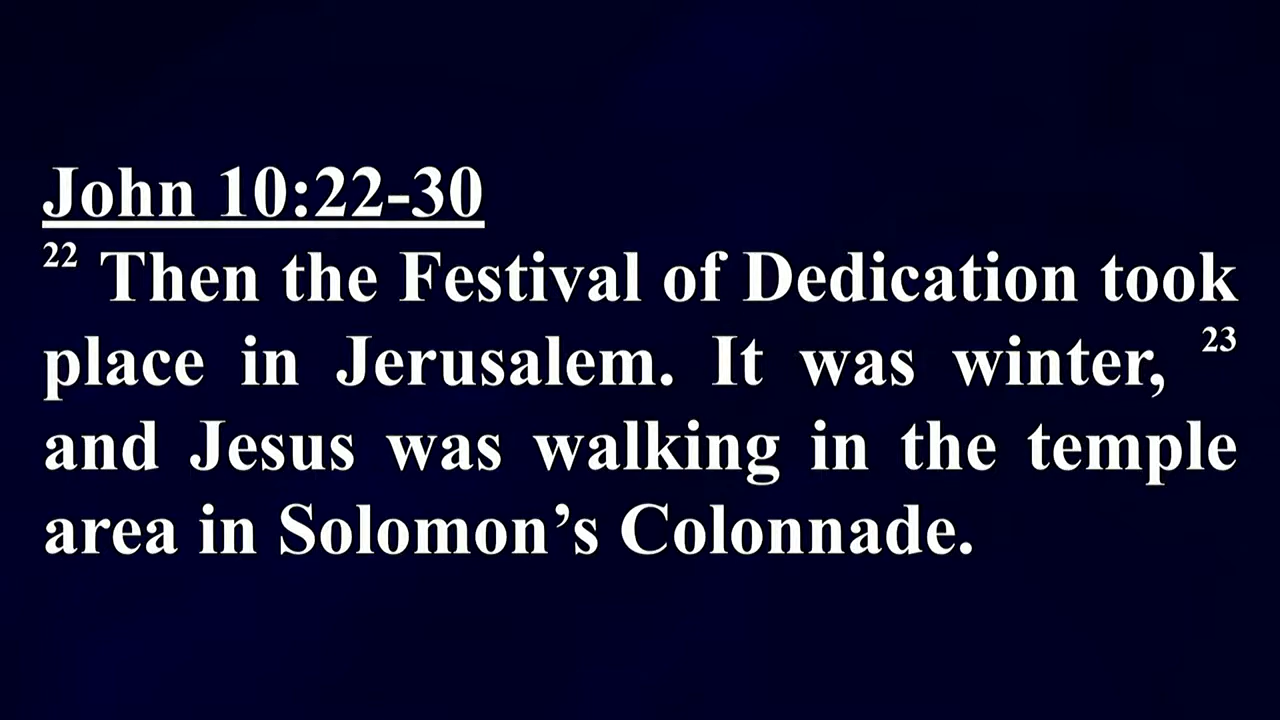 John 10:22-30
22 Then the Festival of Dedication took
place in Jerusalem. It was winter, 23
and Jesus was walking in the temple
area in Solomon’s Colonnade.